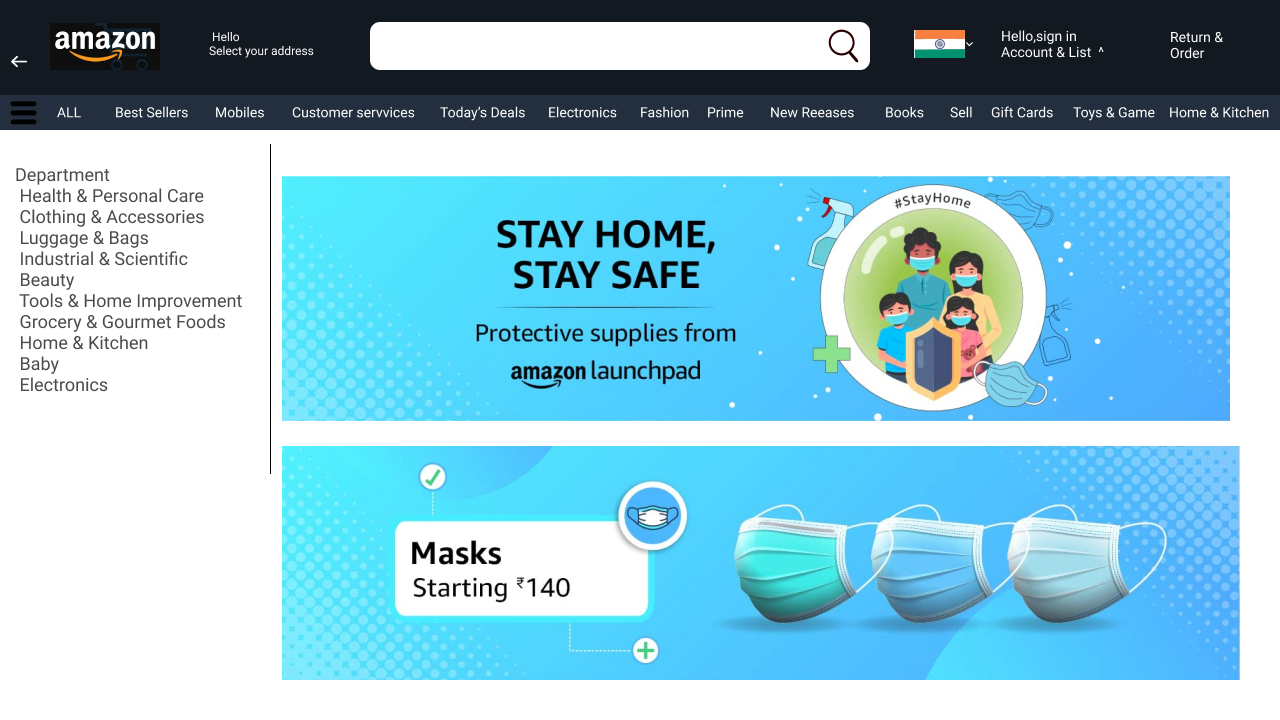 amazon
Hello
Select your address
Hello,sign in
Account & List ^
Return &
Order
ALL Best Sellers Mobiles Customer servvices Today's Deals Electronics Fashion Prime New Reeases Books Sell Gift Cards Toys & Game Home & Kitchen
Department
Health & Personal Care
Clothing & Accessories
Luggage & Bags
Industrial & Scientific
Beauty
Tools & Home Improvement
Grocery & Gourmet Foods
Home & Kitchen
Baby
Electronics
STAY HOME,
STAY SAFE
Protective supplies from
amazon launchpad
#StayHome
Masks
Starting ₹140